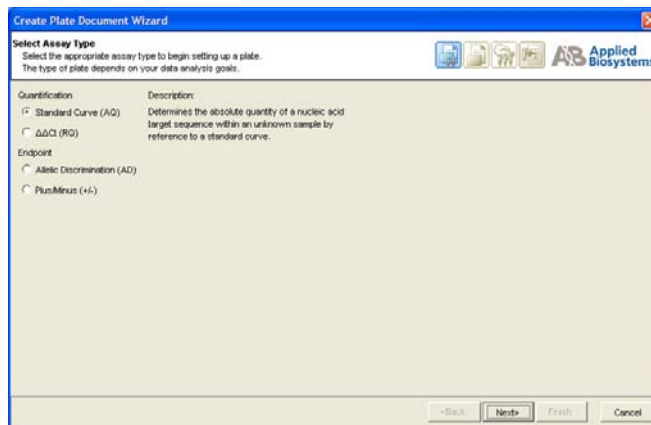 Create Plate Document Wizard
Select Assay Type
Select the appropriate assay type to begin setting up a plate.
The type of plate depends on your data analysis goals.
AB Applied
Biosystems
Quantification
Standard Curve (AQ)
ΔΔCt (RQ)
Endpoint
Allelic Discrimination (AD)
Plus/Minus (+/-)
Description:
Determines the absolute quantity of a nucleic acid
target sequence within an unknown sample by
reference to a standard curve.
<Back
Next>
Finish
Cancel